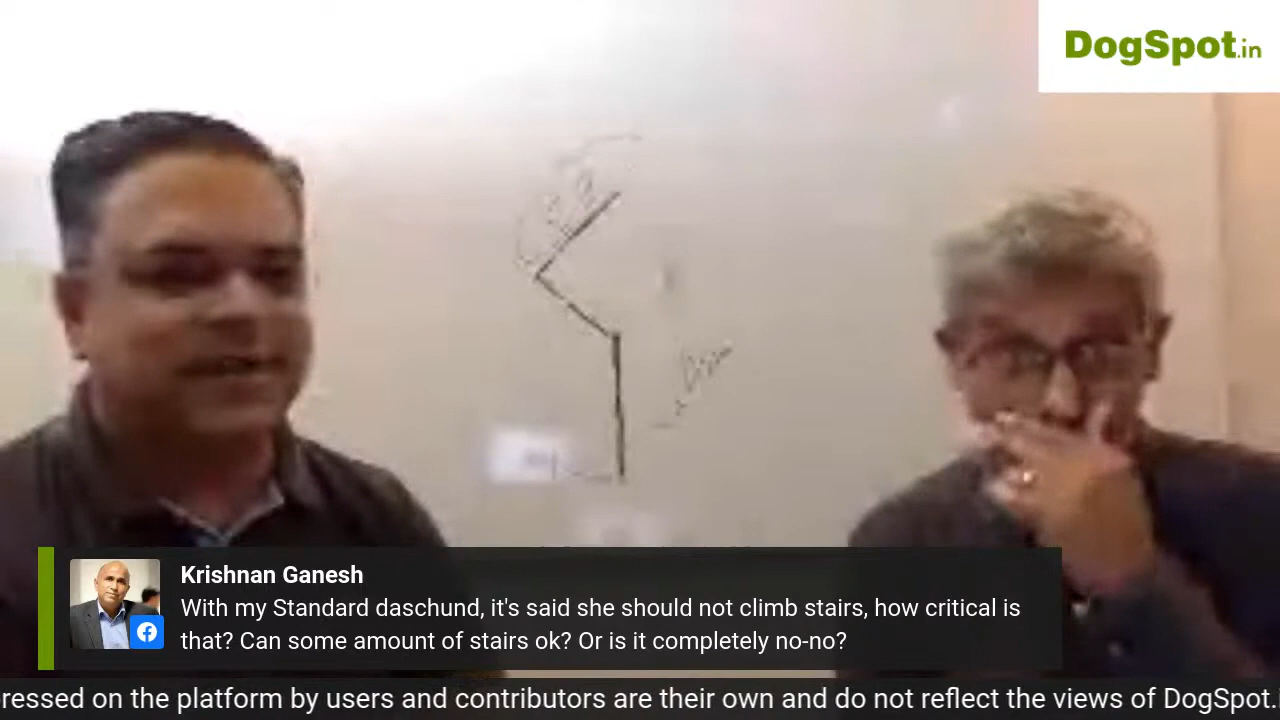 DogSpot.in
Krishnan Ganesh
With my Standard daschund, it's said she should not climb stairs, how critical is
that? Can some amount of stairs ok? Or is it completely no-no?
pressed on the platform by users and contributors are their own and do not reflect the views of DogSpot.